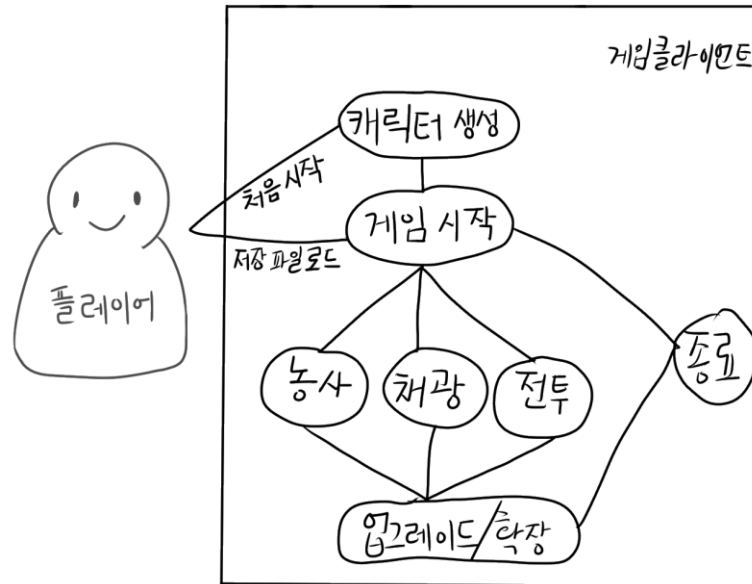 게임클라이언트
캐릭터 생성
처음 시작
게임 시작
저장파일로드
플레이어
농사
채광
전투
종료
업그레이드/확장